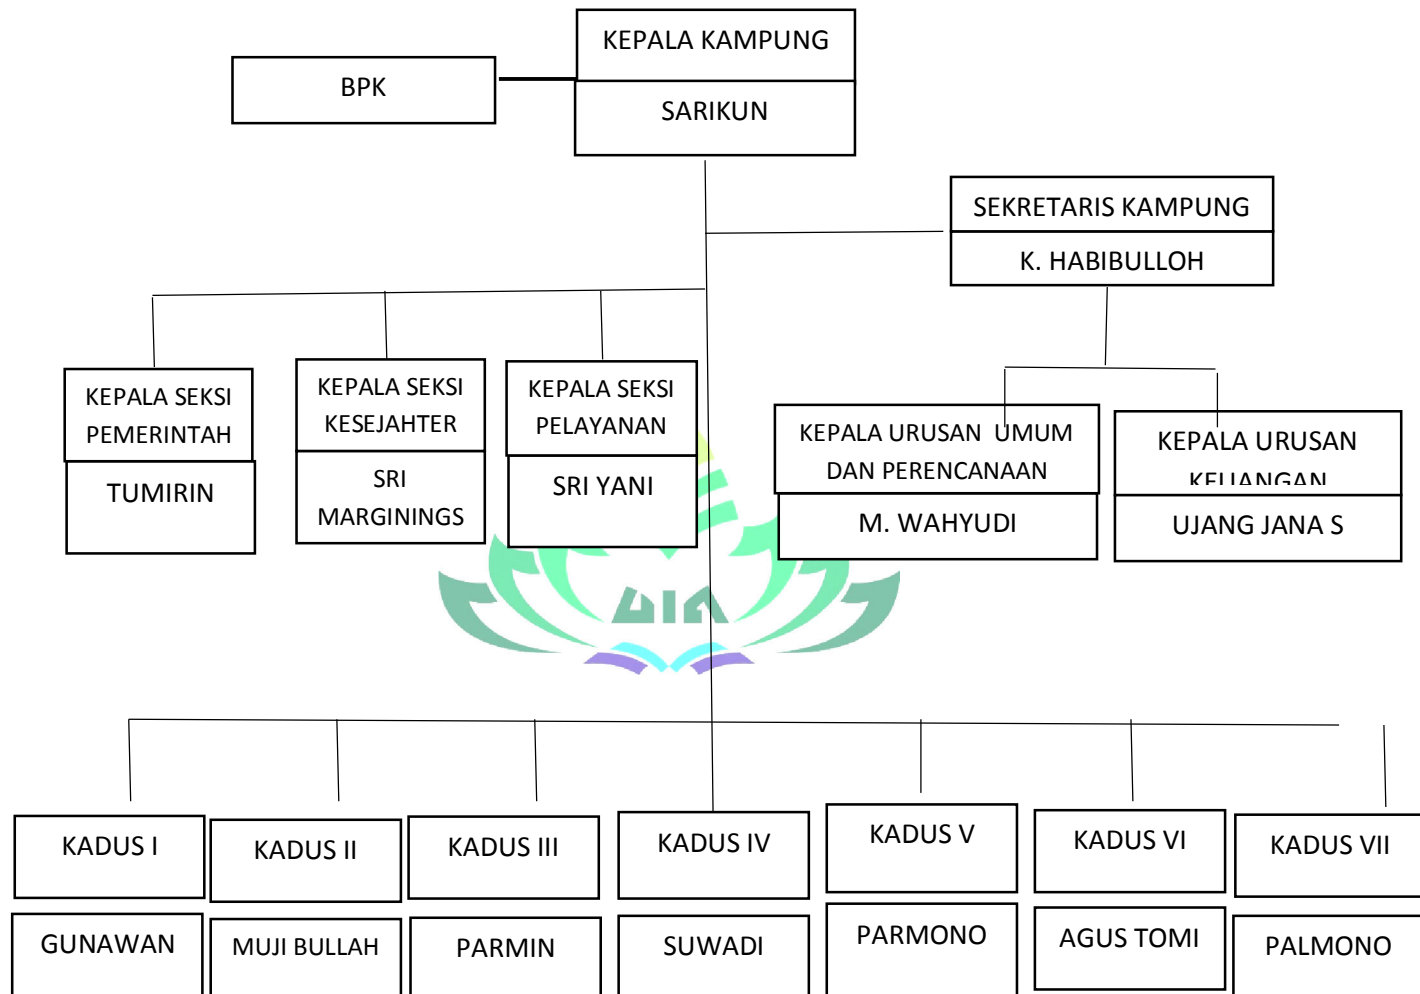 KEPALA KAMPUNG
BPK
SARIKUN
SEKRETARIS KAMPUNG
K. HABIBULLOH
KEPALA SEKSI
PEMERINTAH
TUMIRIN
KEPALA SEKSI
KESEJAHTER
SRI
MARGININGS
KEPALA SEKSI
PELAYANAN
SRI YANI
KEPALA URUSAN UMUM
DAN PERENCANAAN
M. WAHYUDI
KEPALA URUSAN
KEUANGAN
UJANG JANA S
UIN
KADUS I
KADUS II
KADUS III
KADUS IV
KADUS V
KADUS VI
KADUS VII
GUNAWAN
MUJI BULLAH
PARMIN
SUWADI
PARMONO
AGUS TOMI
PALMONO